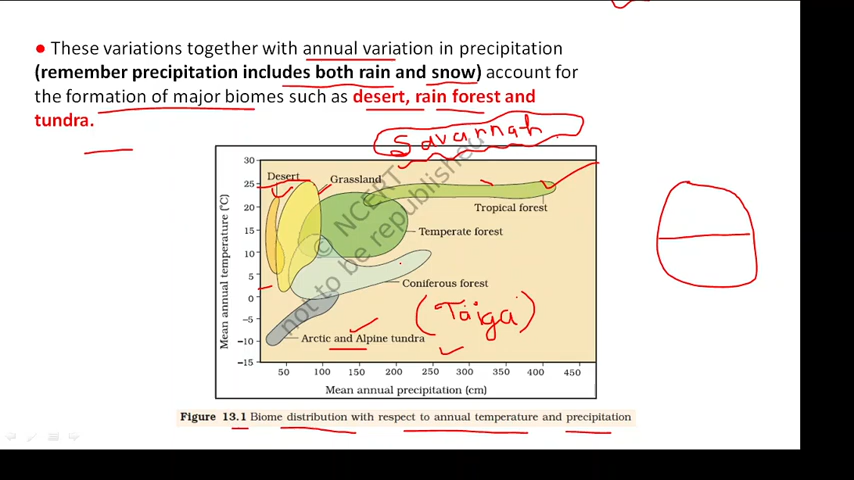 ● These variations together with annual variation in precipitation
(remember precipitation includes both rain and snow) account for
the formation of major biomes such as desert, rain forest and
tundra.
Savannah
30
25
20
15
10
5
0
−5
−10
−15
Mean annual temperature (°C)
Desert
Grassland
Tropical forest
Temperate forest
Coniferous forest
(Taiga)
Arctic and Alpine tundra
© NCERT
not to be republished
50 100 150 200 250 300 350 400 450
Mean annual precipitation (cm)
Figure 13.1 Biome distribution with respect to annual temperature and precipitation